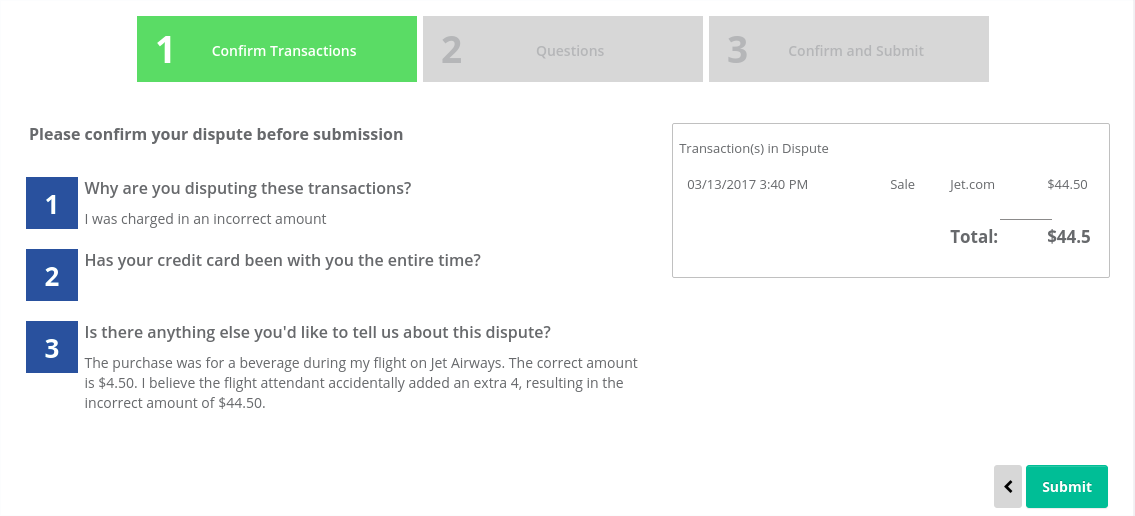 1 Confirm Transactions
2 Questions
3 Confirm and Submit
Please confirm your dispute before submission
1 Why are you disputing these transactions?
I was charged in an incorrect amount
2 Has your credit card been with you the entire time?
3 Is there anything else you'd like to tell us about this dispute?
The purchase was for a beverage during my flight on Jet Airways. The correct amount
is $4.50. I believe the flight attendant accidentally added an extra 4, resulting in the
incorrect amount of $44.50.
Transaction(s) in Dispute
03/13/2017 3:40 PM Sale Jet.com $44.50
Total: $44.5
Submit